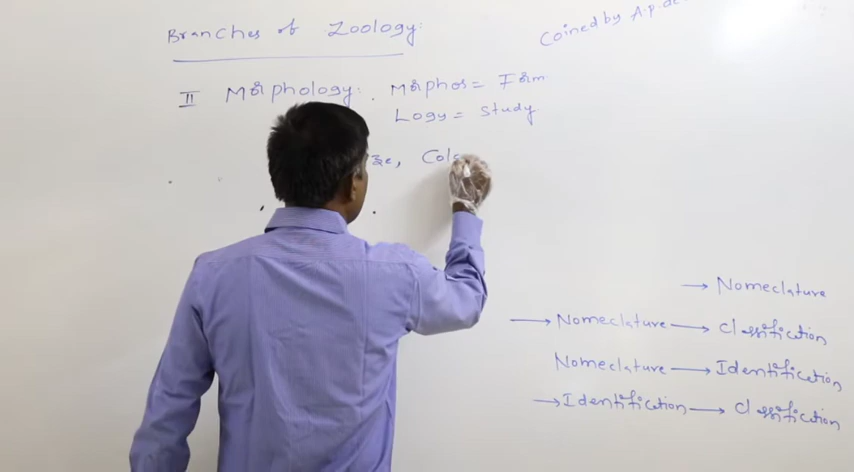 Branches of Zoology:
Coined by A.p. de
II Morphology: Morphos = Form
Logy = study
ze, Colo
→ Nomeclature
→ Nomeclature → classification
Nomeclature → Identification
→ Identification → classification